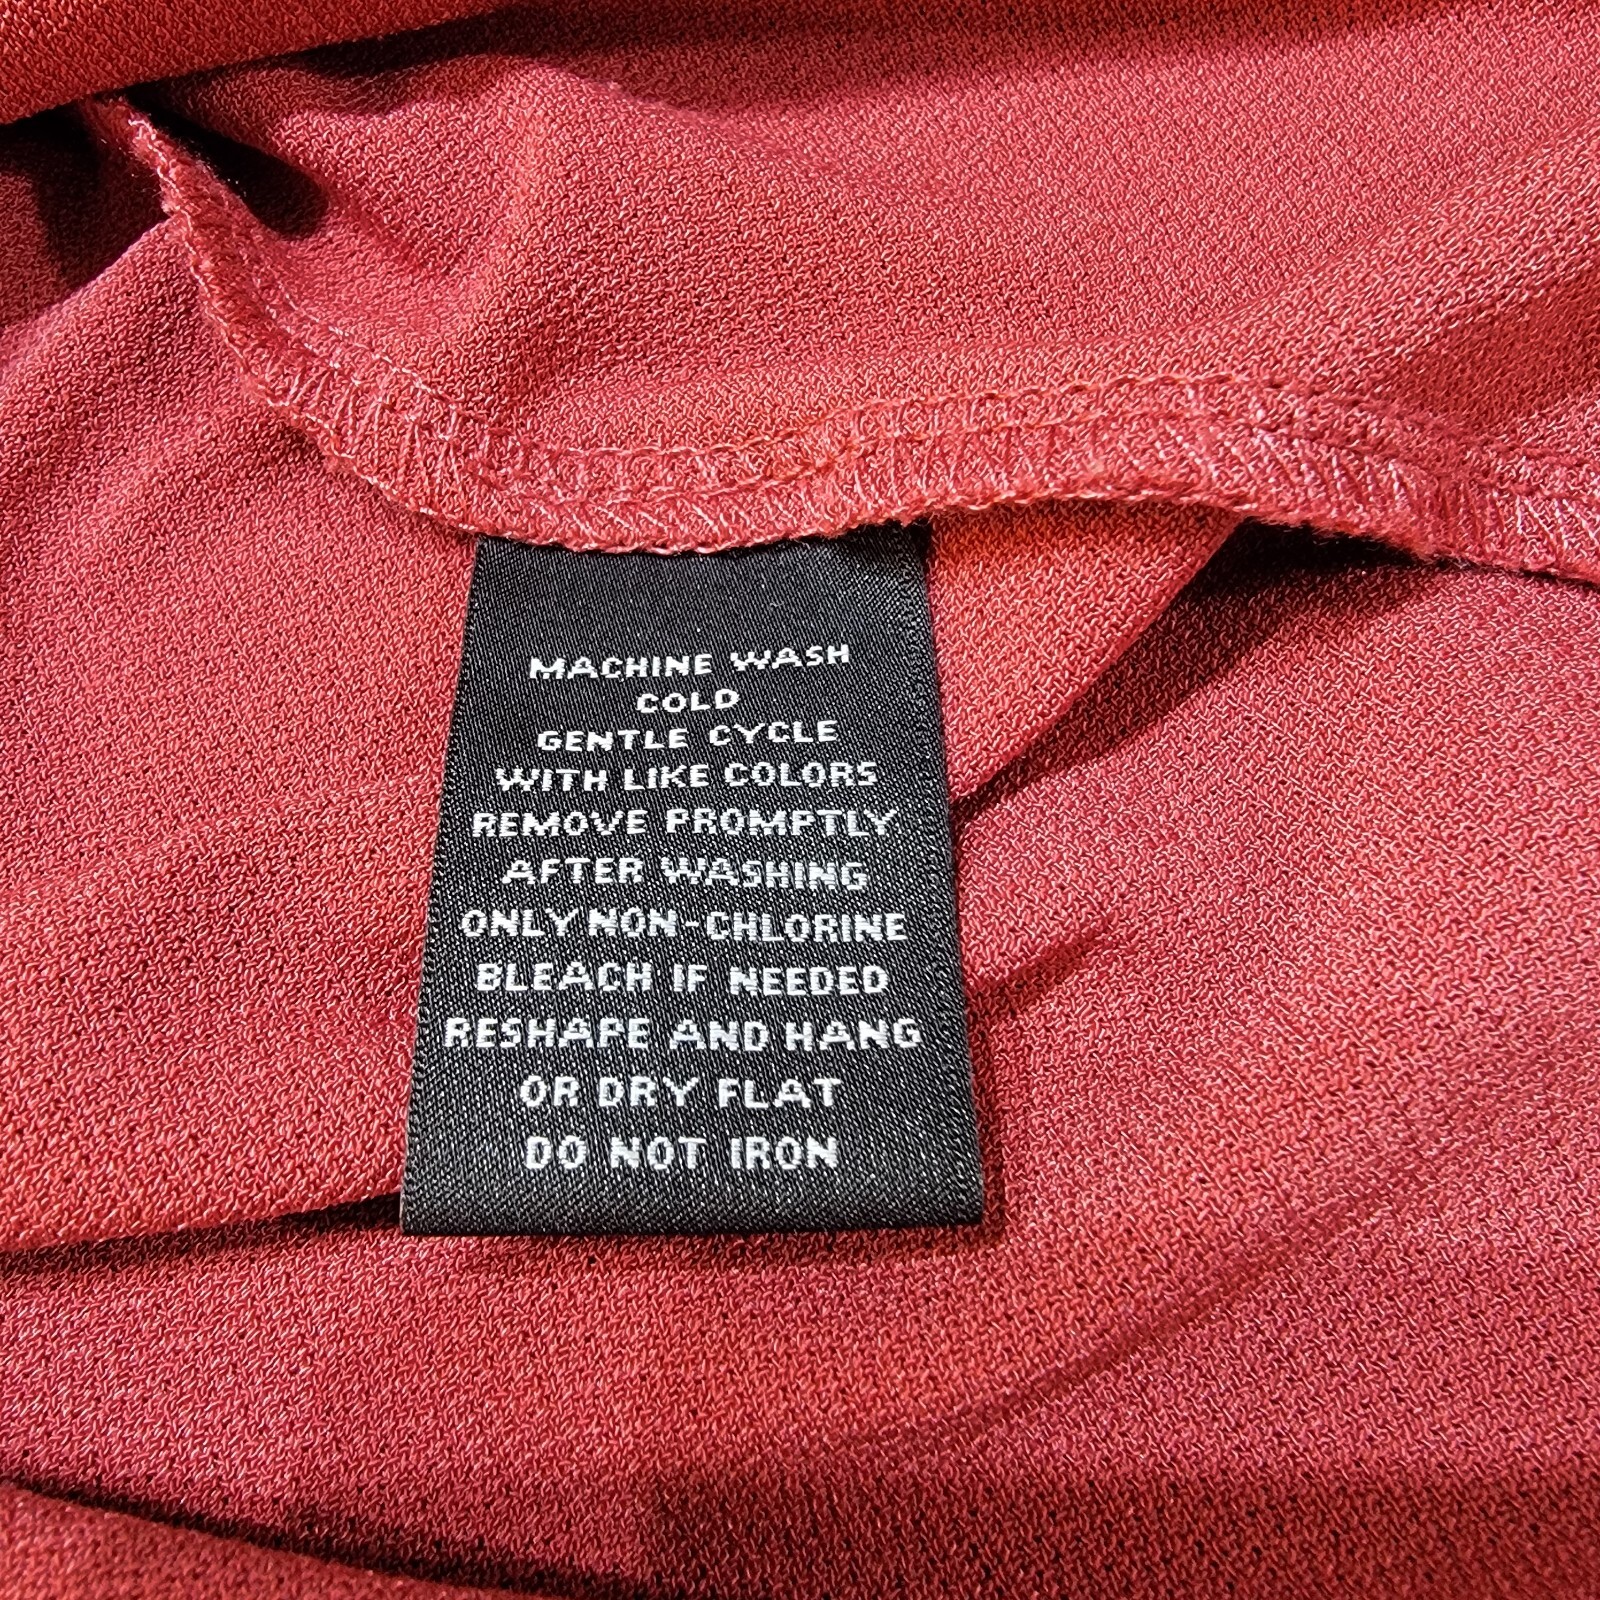 MACHINE WASH
COLD
GENTLE CYCLE
WITH LIKE COLORS
REMOVE PROMPTLY
AFTER WASHING
ONLY NON-CHLORINE
BLEACH IF NEEDED
RESHAPE AND HANG
OR DRY FLAT
DO NOT IRON